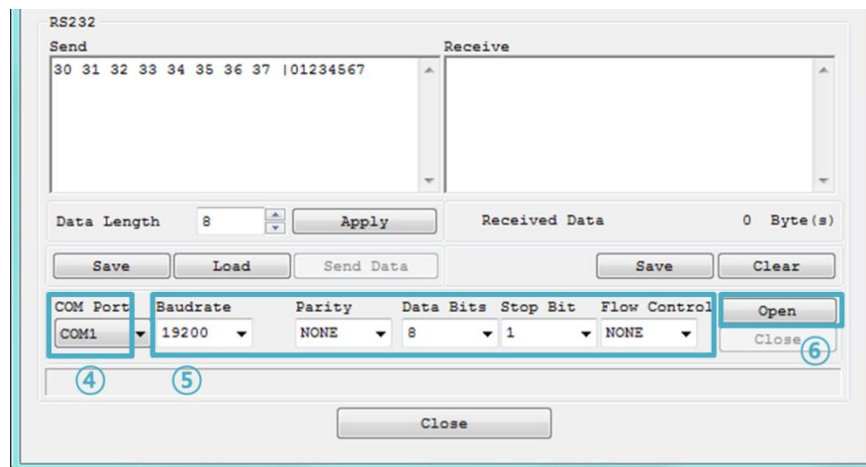 RS232
Send Receive
30 31 32 33 34 35 36 37 |01234567
Data Length 8 Apply Received Data 0 Byte(s)
Save Load Send Data Save Clear
COM Port Baudrate Parity Data Bits Stop Bit Flow Control Open
COM1 19200 NONE 8 1 NONE Close
④ ⑤ ⑥
Close